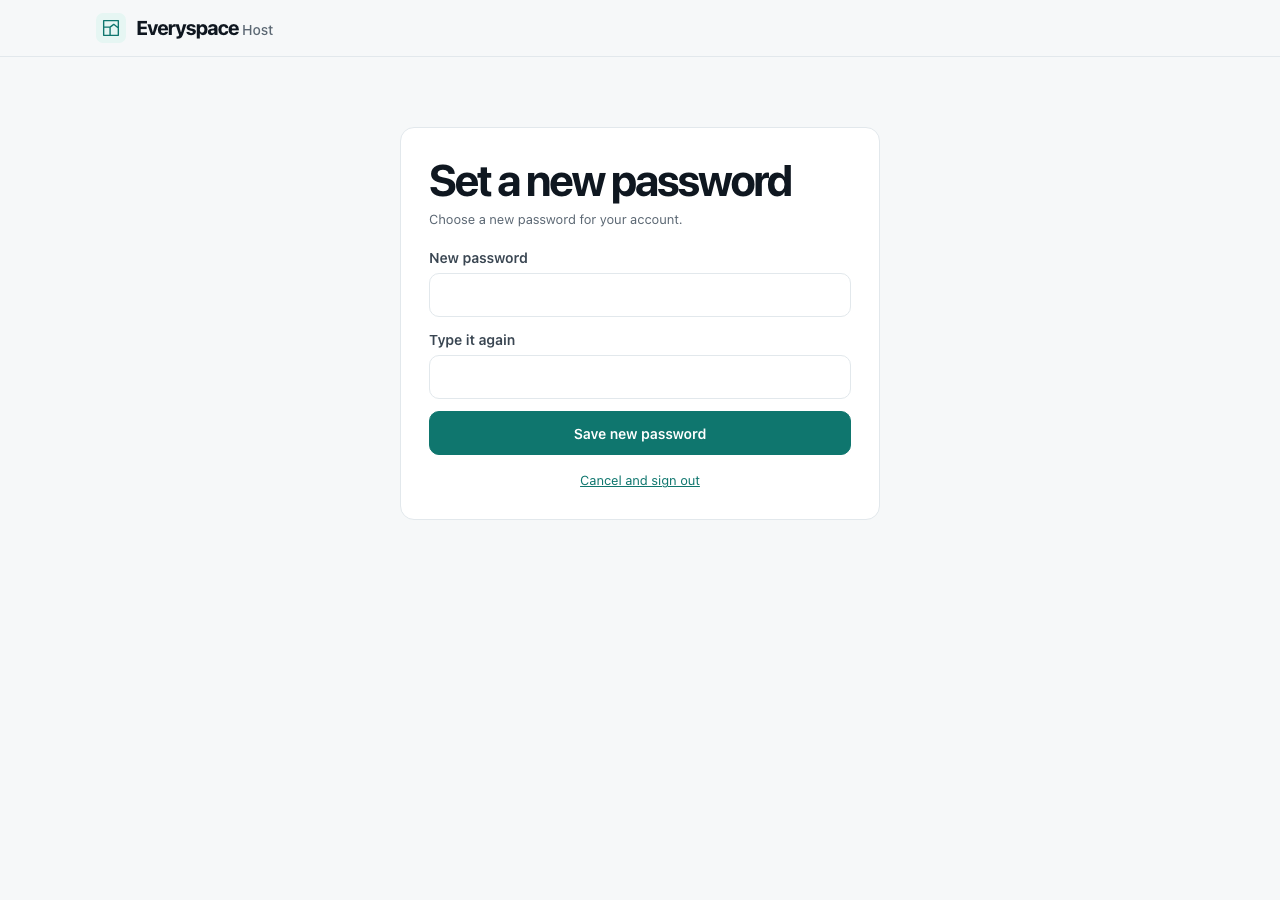 Everyspace Host
Set a new password
Choose a new password for your account.
New password
Type it again
Save new password
Cancel and sign out